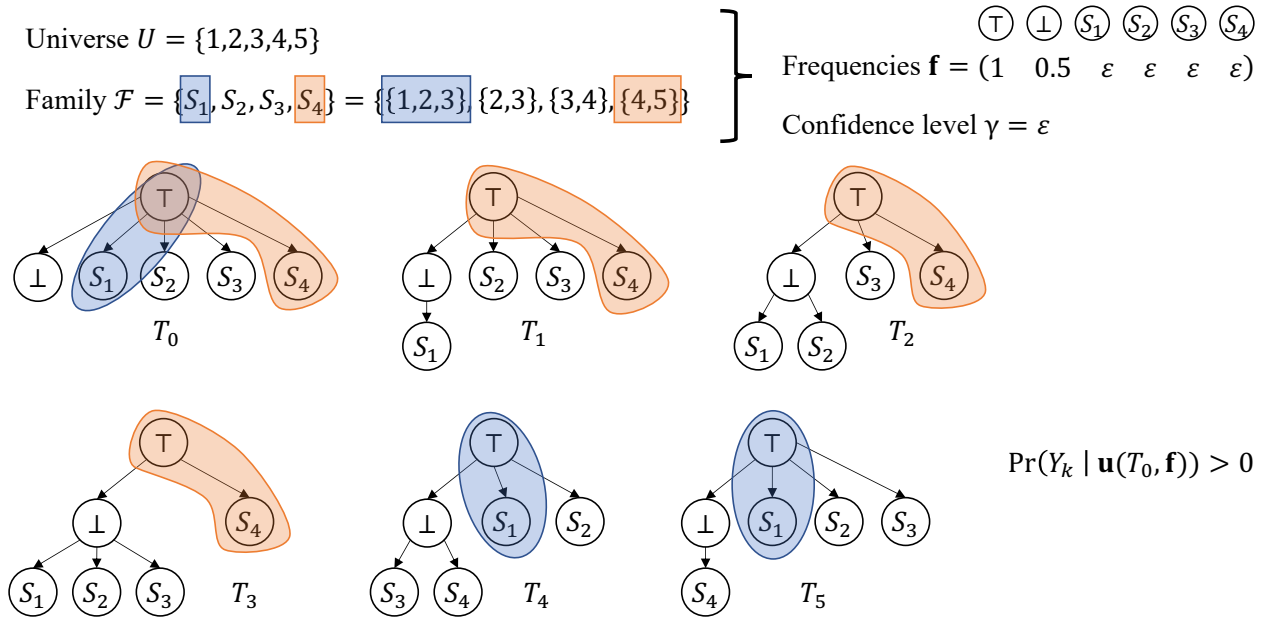 ⊤ ⊥ S₁ S₂ S₃ S₄
Universe U = {1,2,3,4,5}
Frequencies 𝐟 = (1 0.5 ε ε ε ε)
Family ℱ = {S₁, S₂, S₃, S₄} = {{1,2,3}, {2,3}, {3,4}, {4,5}}
Confidence level γ = ε
⊤
⊥ S₁ S₂ S₃ S₄
T₀
⊤
⊥ S₂ S₃ S₄
S₁
T₁
⊤
⊥ S₃ S₄
S₁ S₂
T₂
⊤
⊥ S₄
S₁ S₂ S₃
T₃
⊤
⊥ S₁ S₂
S₃ S₄
T₄
⊤
⊥ S₁ S₂ S₃
S₄
T₅
Pr(Yₖ ∣ 𝐮(T₀, 𝐟)) > 0